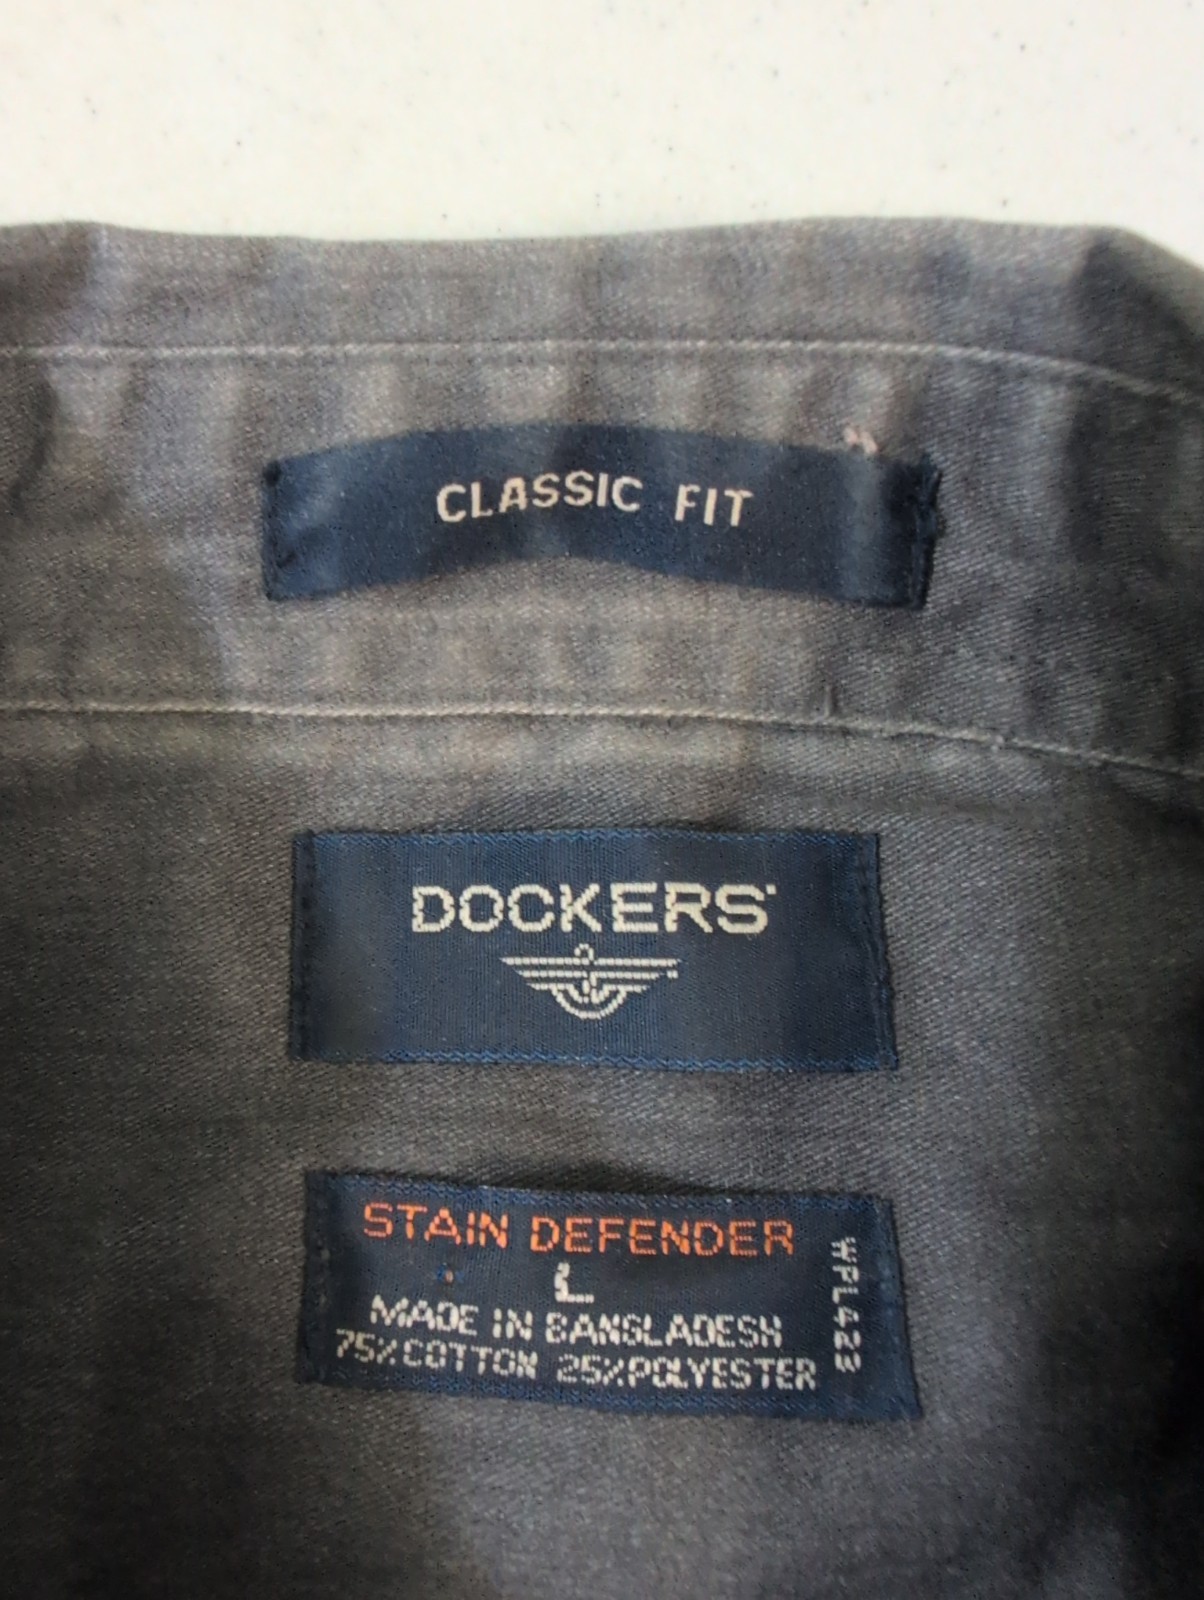 CLASSIC FIT
DOCKERS
STAIN DEFENDER
L
MADE IN BANGLADESH
75% COTTON 25% POLYESTER
WPL423